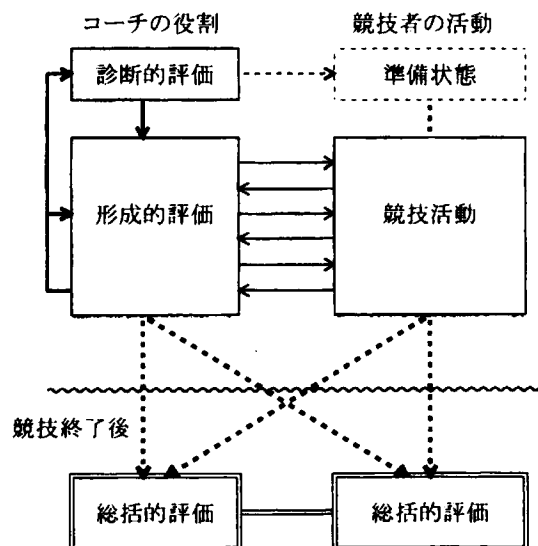 コーチの役割
競技者の活動
診断的評価
準備状態
形成的評価
競技活動
競技終了後
総括的評価
総括的評価